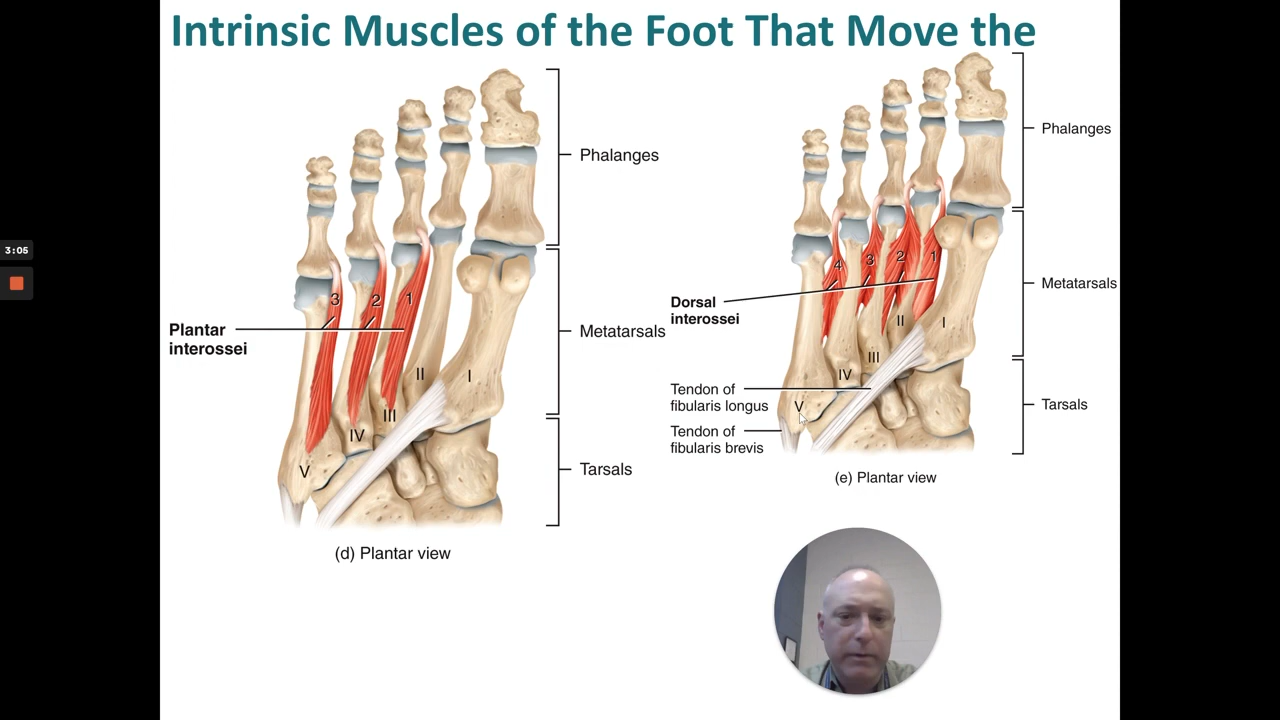 Intrinsic Muscles of the Foot That Move the
3:05
Phalanges
Metatarsals
Tarsals
Plantar
interossei
3
2
1
I
II
III
IV
V
(d) Plantar view
Phalanges
Metatarsals
Tarsals
Dorsal
interossei
4
3
2
1
I
II
III
IV
V
Tendon of
fibularis longus
Tendon of
fibularis brevis
(e) Plantar view